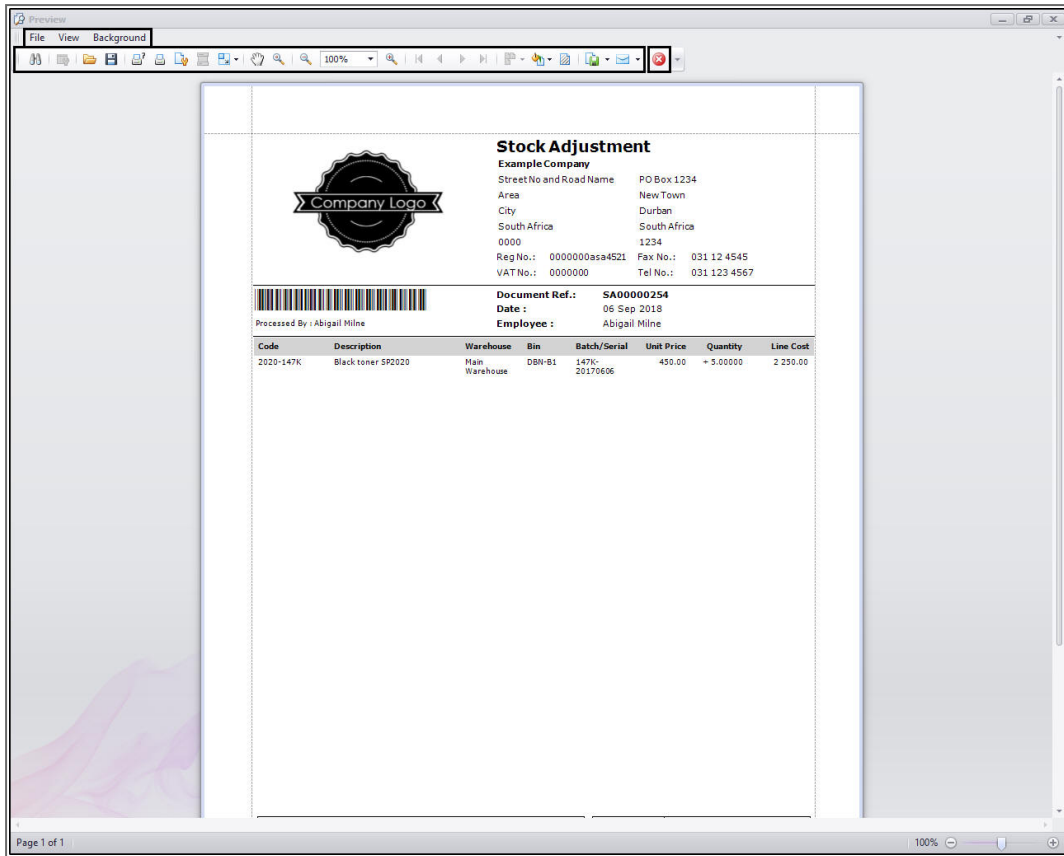 Preview
File View Background
100%
Stock Adjustment
Example Company
Street No and Road Name PO Box 1234
Area New Town
City Durban
South Africa South Africa
0000 1234
Reg No.: 0000000asa4521 Fax No.: 031 12 4545
VAT No.: 0000000 Tel No.: 031 123 4567
Company Logo
Document Ref.: SA00000254
Date : 06 Sep 2018
Processed By : Abigail Milne Employee : Abigail Milne
Code Description Warehouse Bin Batch/Serial Unit Price Quantity Line Cost
2020-147K Black toner SP2020 Main DBN-B1 147K- 450.00 + 5.00000 2 250.00
Warehouse 20170606
Page 1 of 1 100%